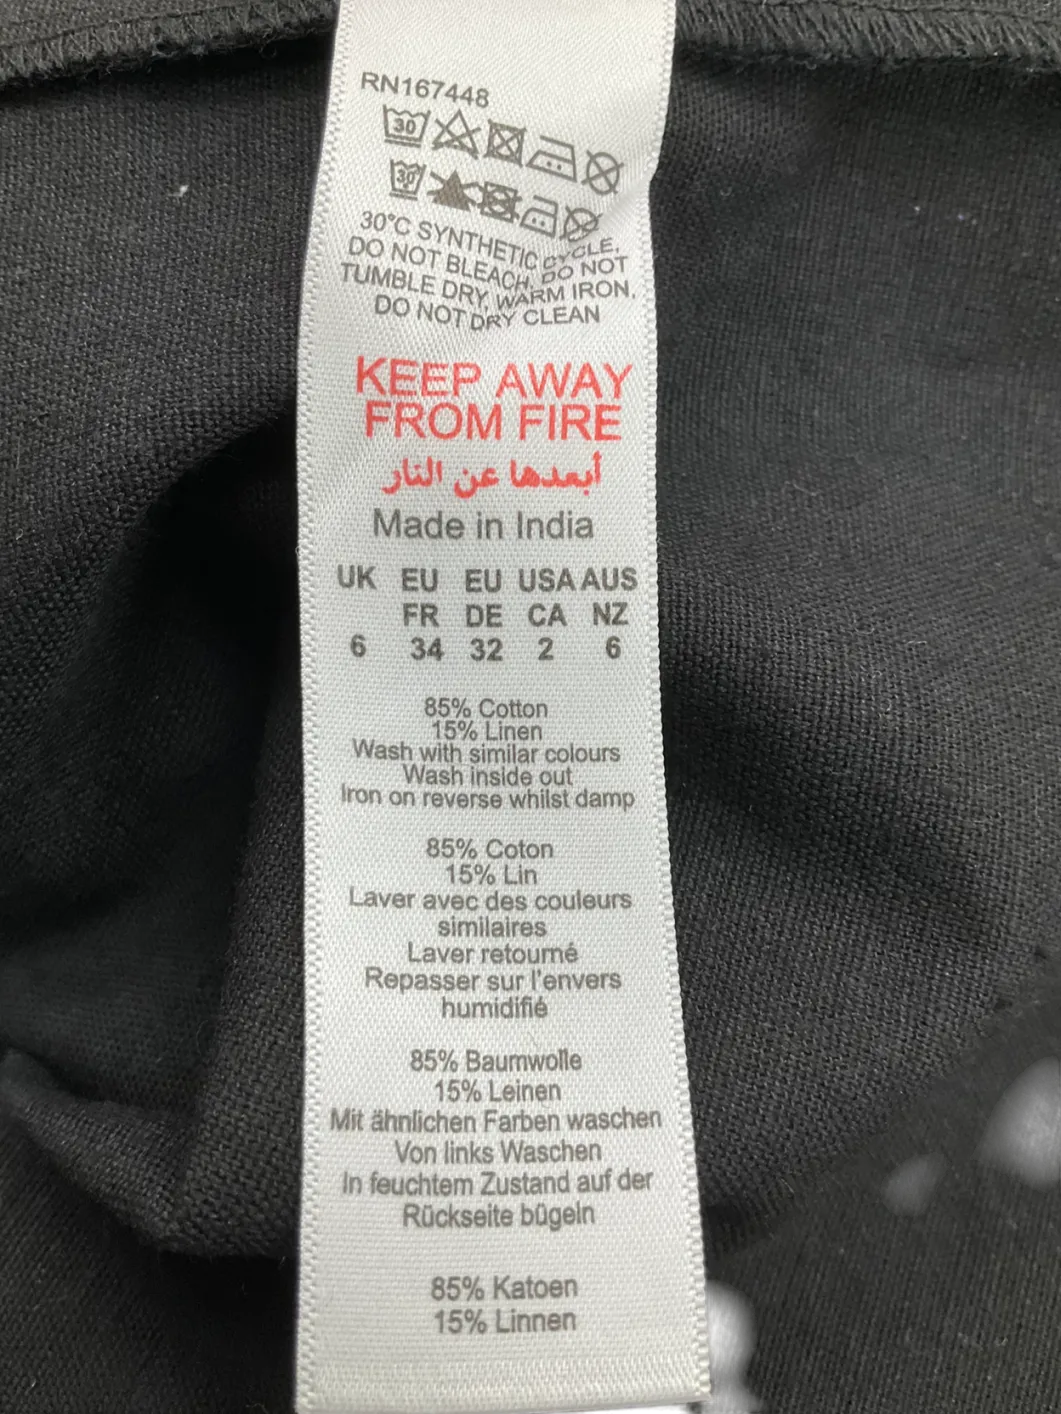 RN167448
30
30
30°C SYNTHETIC CYCLE,
DO NOT BLEACH, DO NOT
TUMBLE DRY, WARM IRON,
DO NOT DRY CLEAN
KEEP AWAY
FROM FIRE
أبعدها عن النار
Made in India
UK EU EU USA AUS
FR DE CA NZ
6 34 32 2 6
85% Cotton
15% Linen
Wash with similar colours
Wash inside out
Iron on reverse whilst damp
85% Coton
15% Lin
Laver avec des couleurs
similaires
Laver retourné
Repasser sur l'envers
humidifié
85% Baumwolle
15% Leinen
Mit ähnlichen Farben waschen
Von links Waschen
In feuchtem Zustand auf der
Rückseite bügeln
85% Katoen
15% Linnen